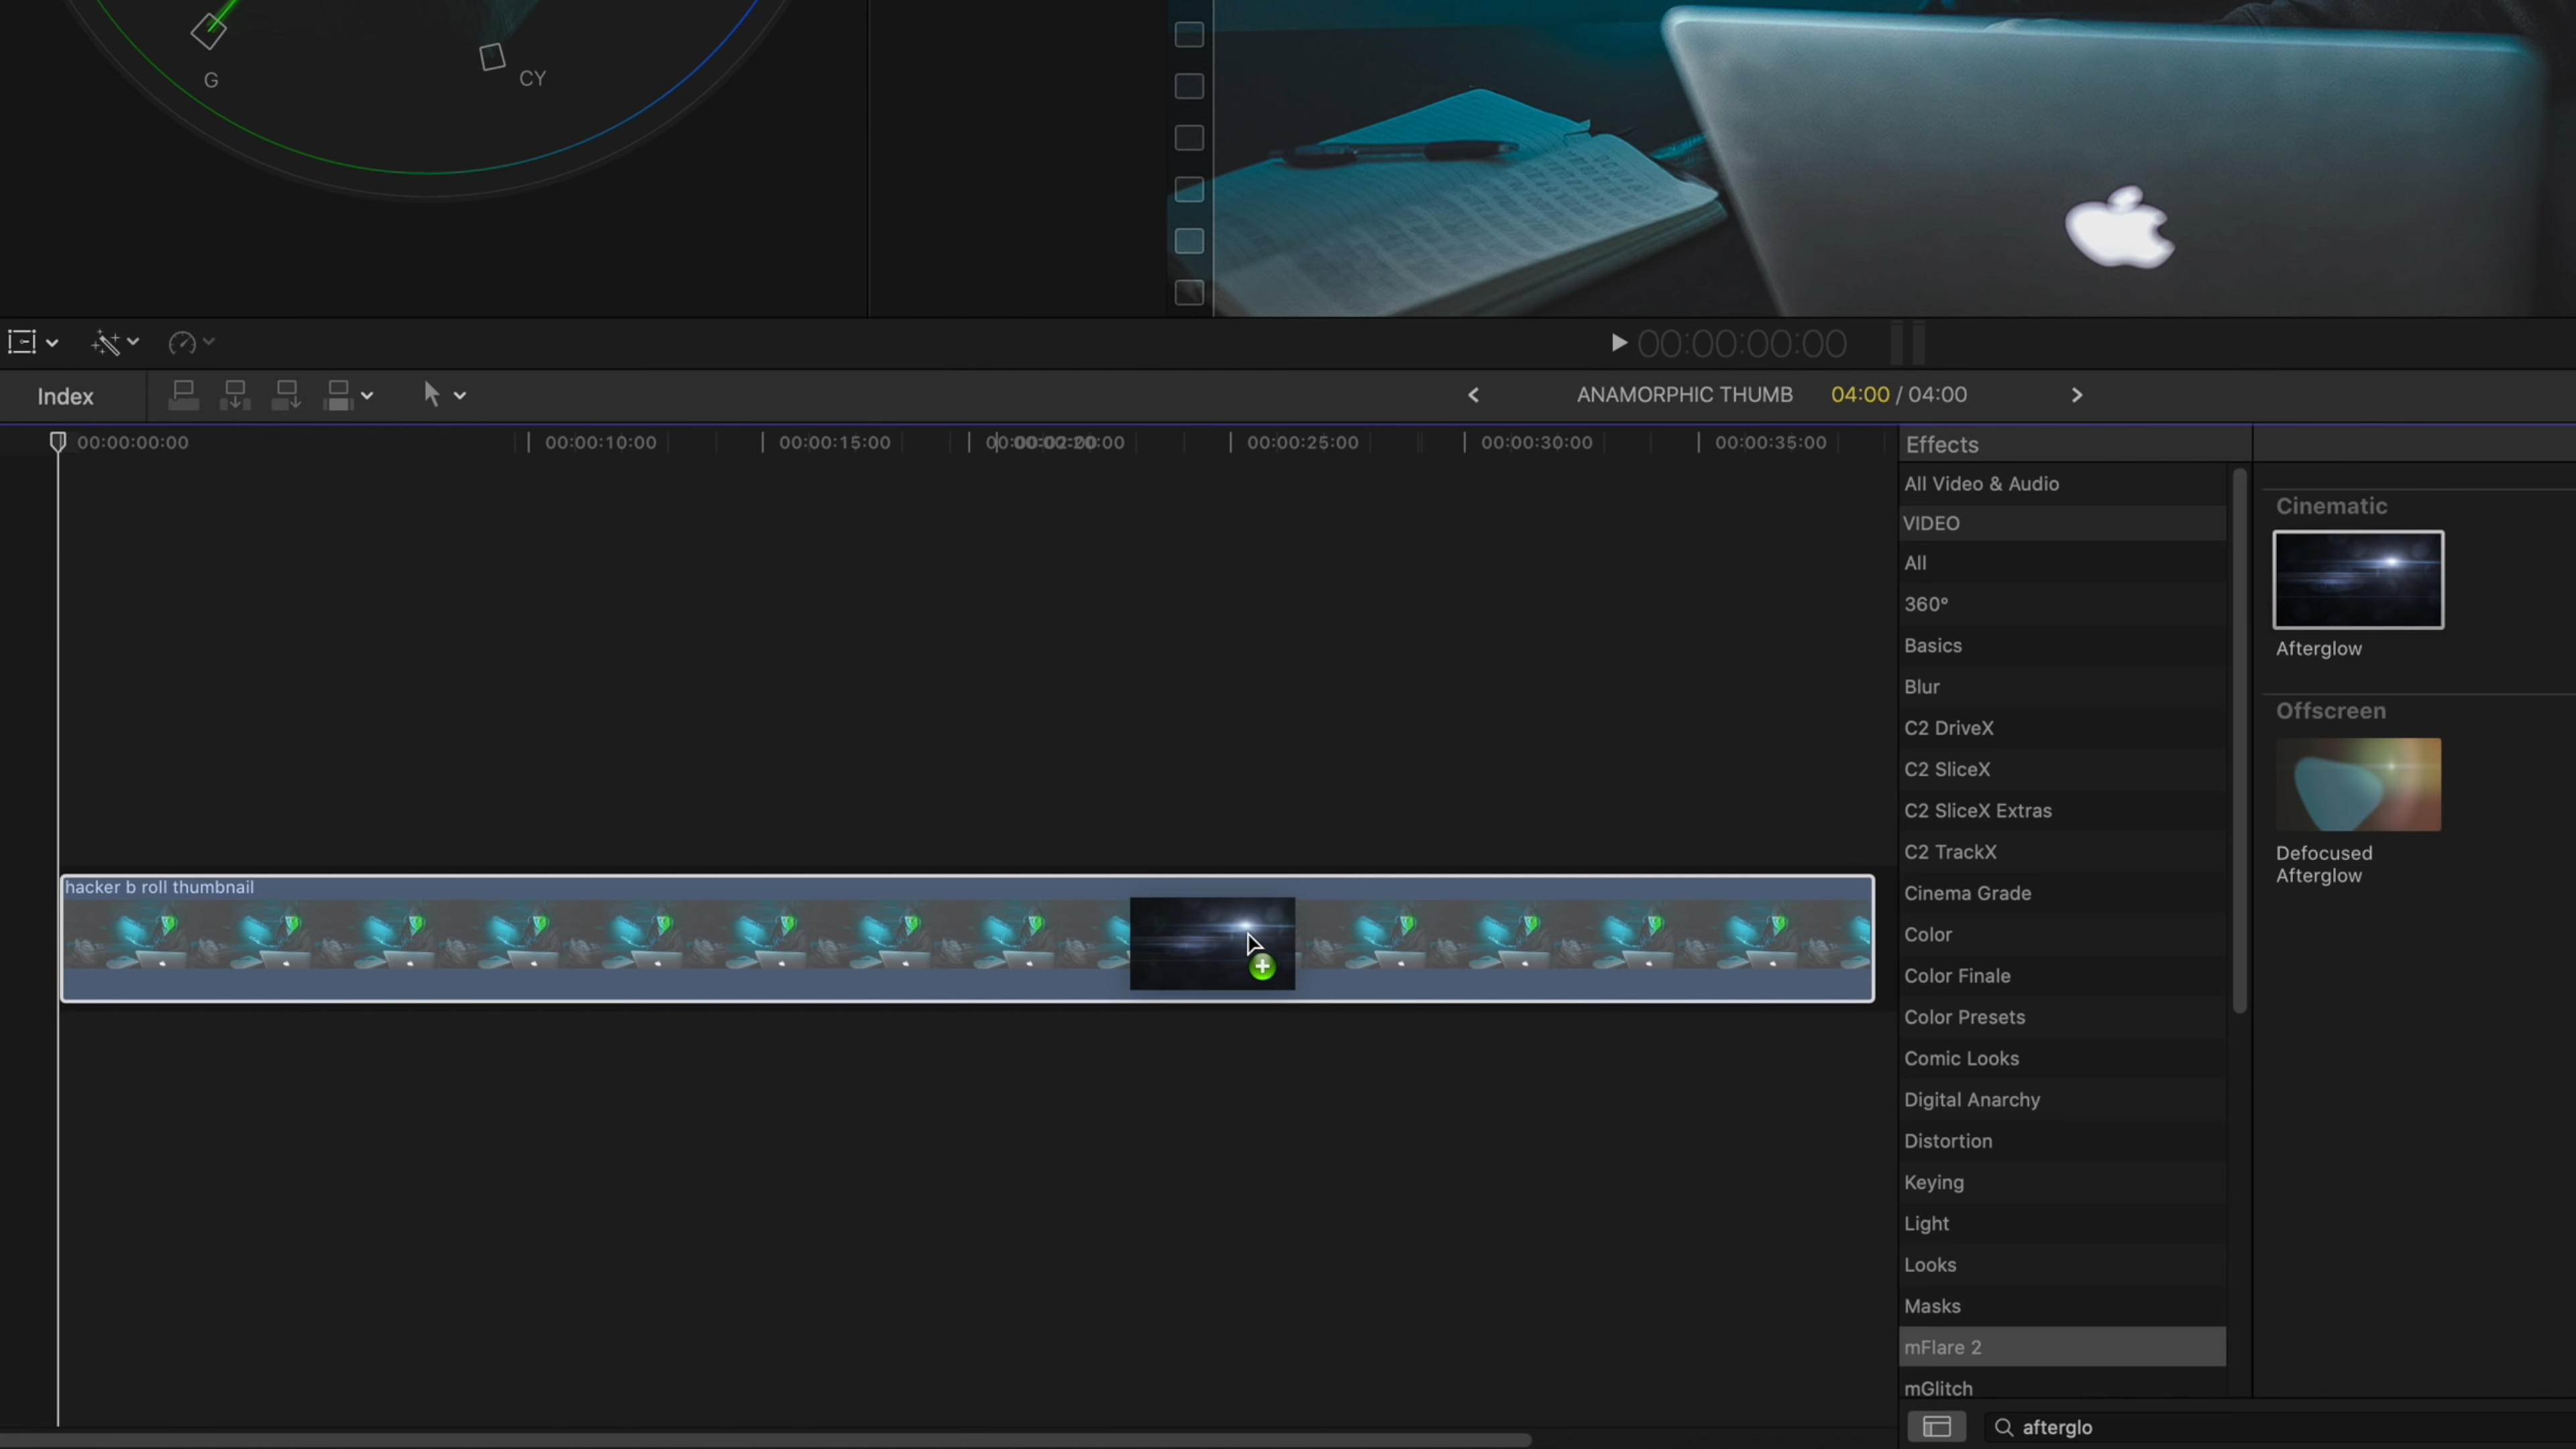 G
CY
00:00:00:00
Index
ANAMORPHIC THUMB 04:00 / 04:00
00:00:00:00
00:00:10:00
00:00:15:00
00:00:25:00
00:00:30:00
00:00:35:00
Effects
All Video & Audio
VIDEO
All
360°
Basics
Blur
C2 DriveX
C2 SliceX
C2 SliceX Extras
C2 TrackX
Cinema Grade
Color
Color Finale
Color Presets
Comic Looks
Digital Anarchy
Distortion
Keying
Light
Looks
Masks
mFlare 2
mGlitch
afterglo
Cinematic
Afterglow
Offscreen
Defocused
Afterglow
hacker b roll thumbnail